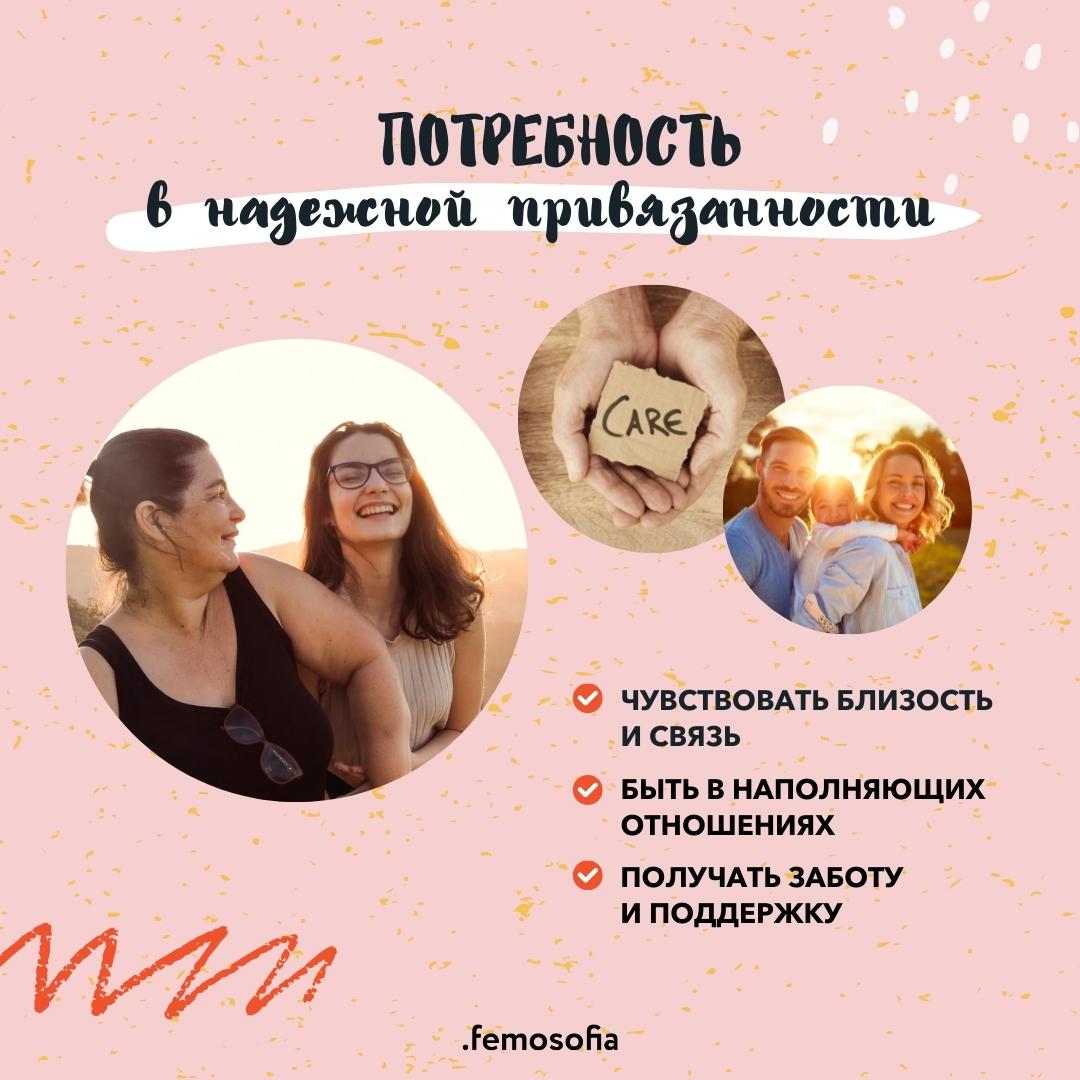 ПОТРЕБНОСТЬ
в надежной привязанности
CARE
ЧУВСТВОВАТЬ БЛИЗОСТЬ
И СВЯЗЬ
БЫТЬ В НАПОЛНЯЮЩИХ
ОТНОШЕНИЯХ
ПОЛУЧАТЬ ЗАБОТУ
И ПОДДЕРЖКУ
.femosofia